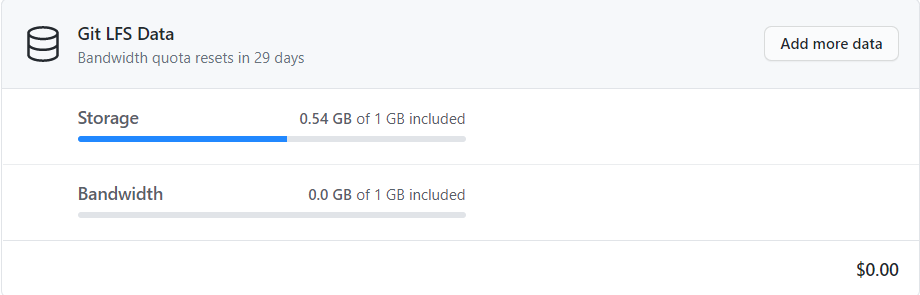 Git LFS Data
Bandwidth quota resets in 29 days
Add more data
Storage
0.54 GB of 1 GB included
Bandwidth
0.0 GB of 1 GB included
$0.00